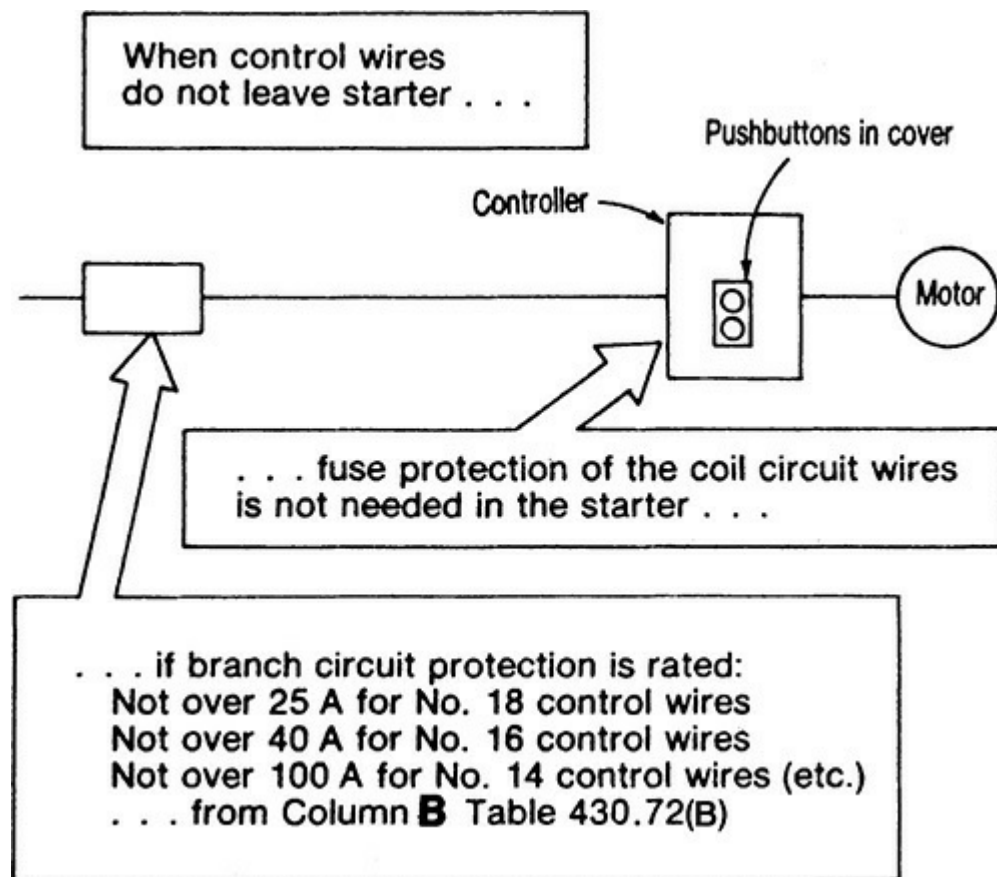 When control wires
do not leave starter . . .
Pushbuttons in cover
Controller
Motor
. . . fuse protection of the coil circuit wires
is not needed in the starter . . .
. . . if branch circuit protection is rated:
Not over 25 A for No. 18 control wires
Not over 40 A for No. 16 control wires
Not over 100 A for No. 14 control wires (etc.)
. . . from Column B Table 430.72(B)